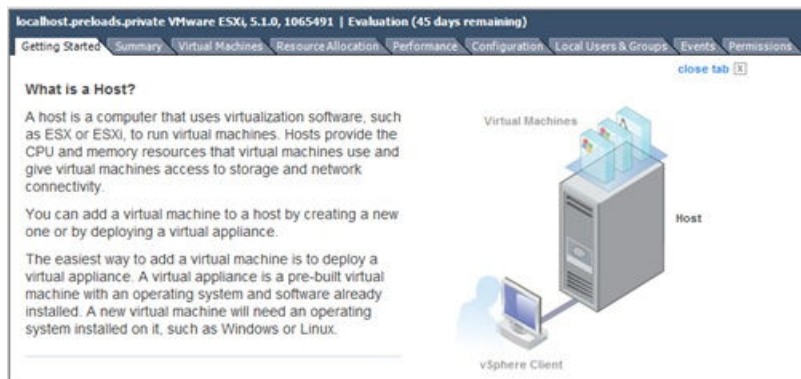 localhost.preloads.private VMware ESXi, 5.1.0, 1065491 | Evaluation (45 days remaining)
Getting Started Summary Virtual Machines Resource Allocation Performance Configuration Local Users & Groups Events Permissions
close tab X
What is a Host?
A host is a computer that uses virtualization software, such
as ESX or ESXi, to run virtual machines. Hosts provide the
CPU and memory resources that virtual machines use and
give virtual machines access to storage and network
connectivity.
You can add a virtual machine to a host by creating a new
one or by deploying a virtual appliance.
The easiest way to add a virtual machine is to deploy a
virtual appliance. A virtual appliance is a pre-built virtual
machine with an operating system and software already
installed. A new virtual machine will need an operating
system installed on it, such as Windows or Linux.
Virtual Machines
Host
vSphere Client